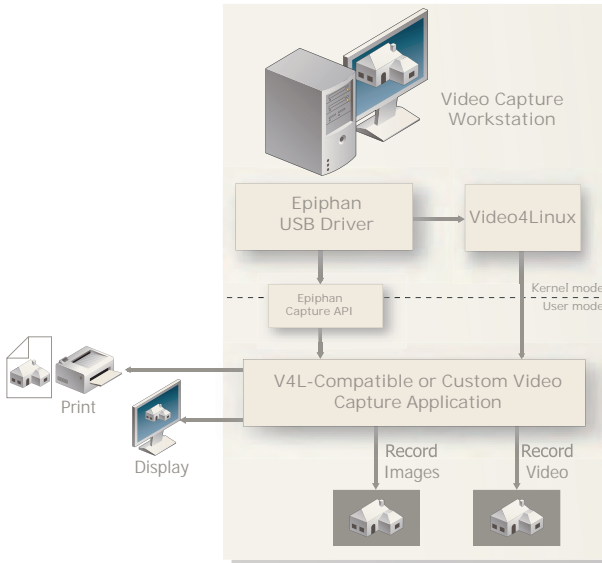 Video Capture
Workstation
Epiphan
USB Driver
Video4Linux
Kernel mode
User mode
Epiphan
Capture API
V4L-Compatible or Custom Video
Capture Application
Print
Display
Record
Images
Record
Video